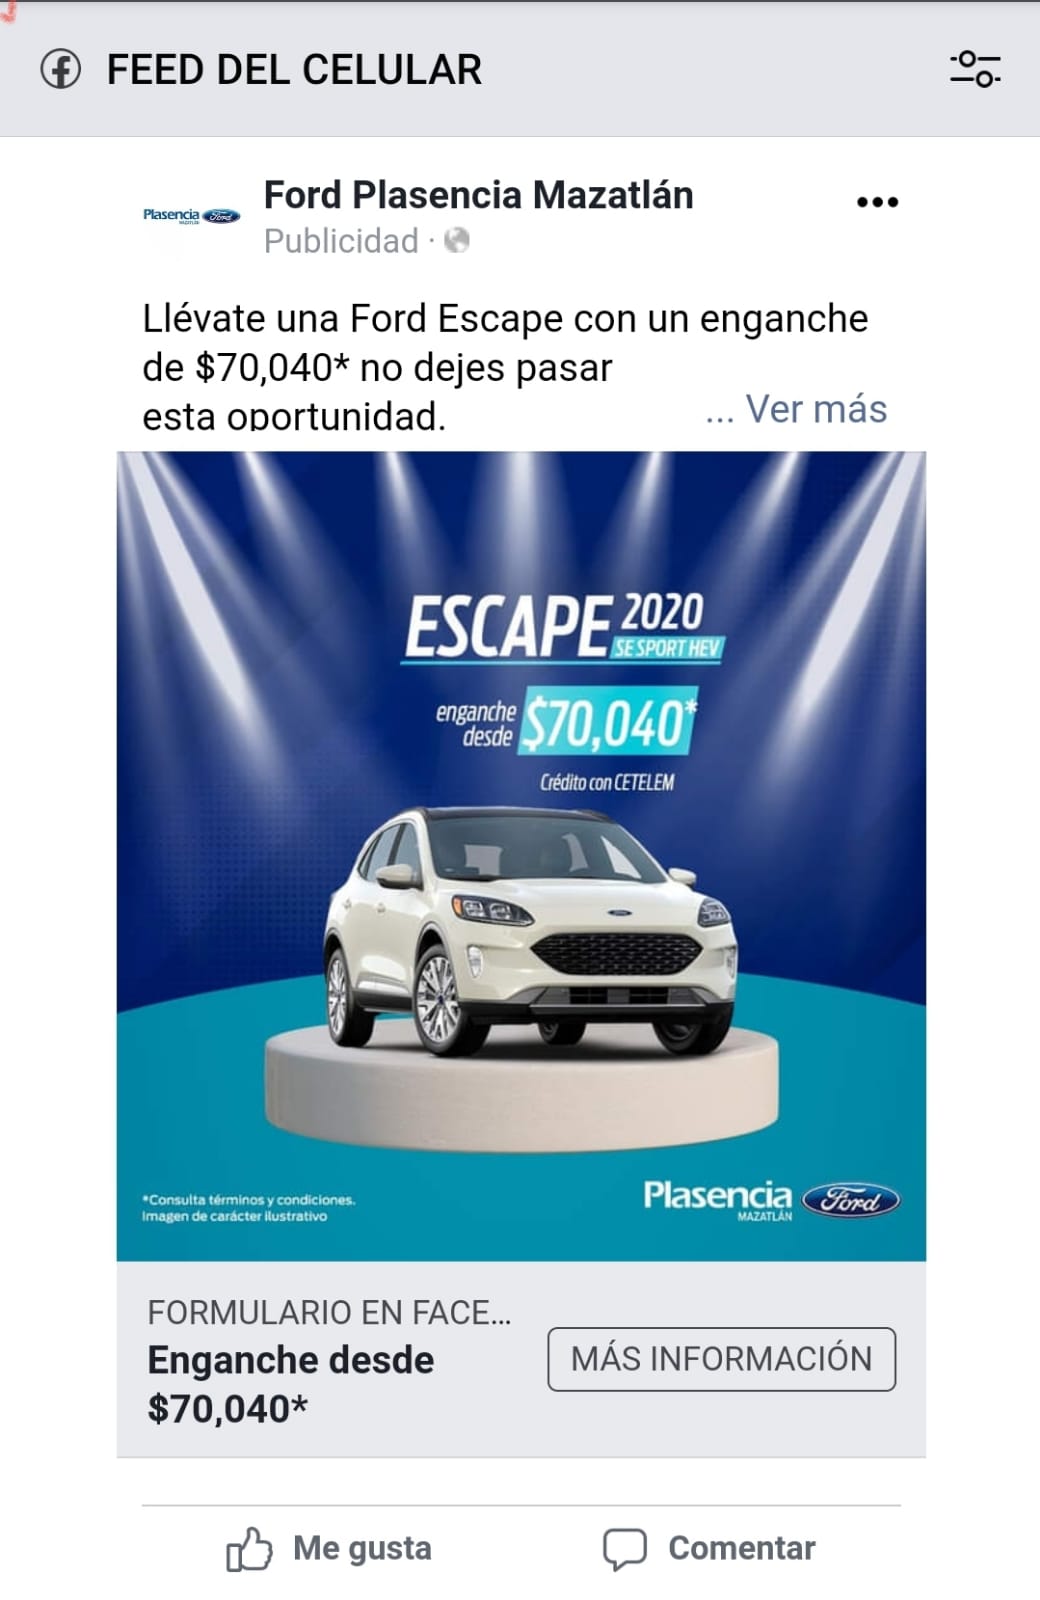 FEED DEL CELULAR
Plasencia Ford
MAZATLÁN
Ford Plasencia Mazatlán
Publicidad ·
Llévate una Ford Escape con un enganche
de $70,040* no dejes pasar
esta oportunidad.
... Ver más
ESCAPE 2020
SE SPORT HEV
enganche
desde
$70,040*
Crédito con CETELEM
*Consulta términos y condiciones.
Imagen de carácter ilustrativo
Plasencia Ford
MAZATLÁN
FORMULARIO EN FACE...
Enganche desde
$70,040*
MÁS INFORMACIÓN
Me gusta
Comentar